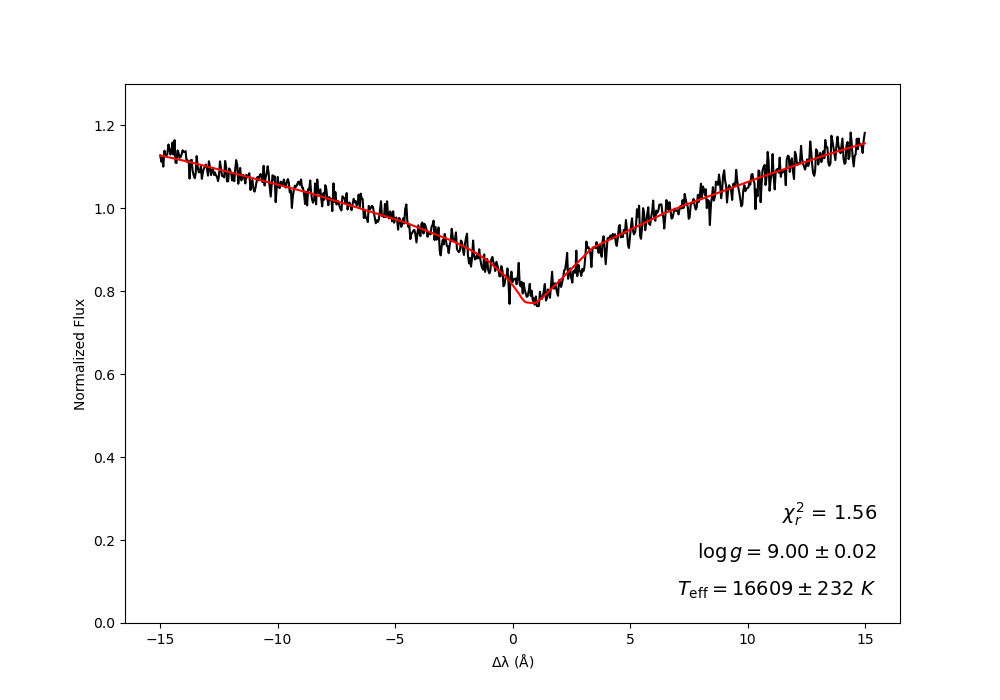 1.2
1.0
0.8
0.6
0.4
0.2
0.0
Normalized Flux
χ²ᵣ = 1.56
log g = 9.00 ± 0.02
T_eff = 16609 ± 232 K
−15 −10 −5 0 5 10 15
Δλ (Å)